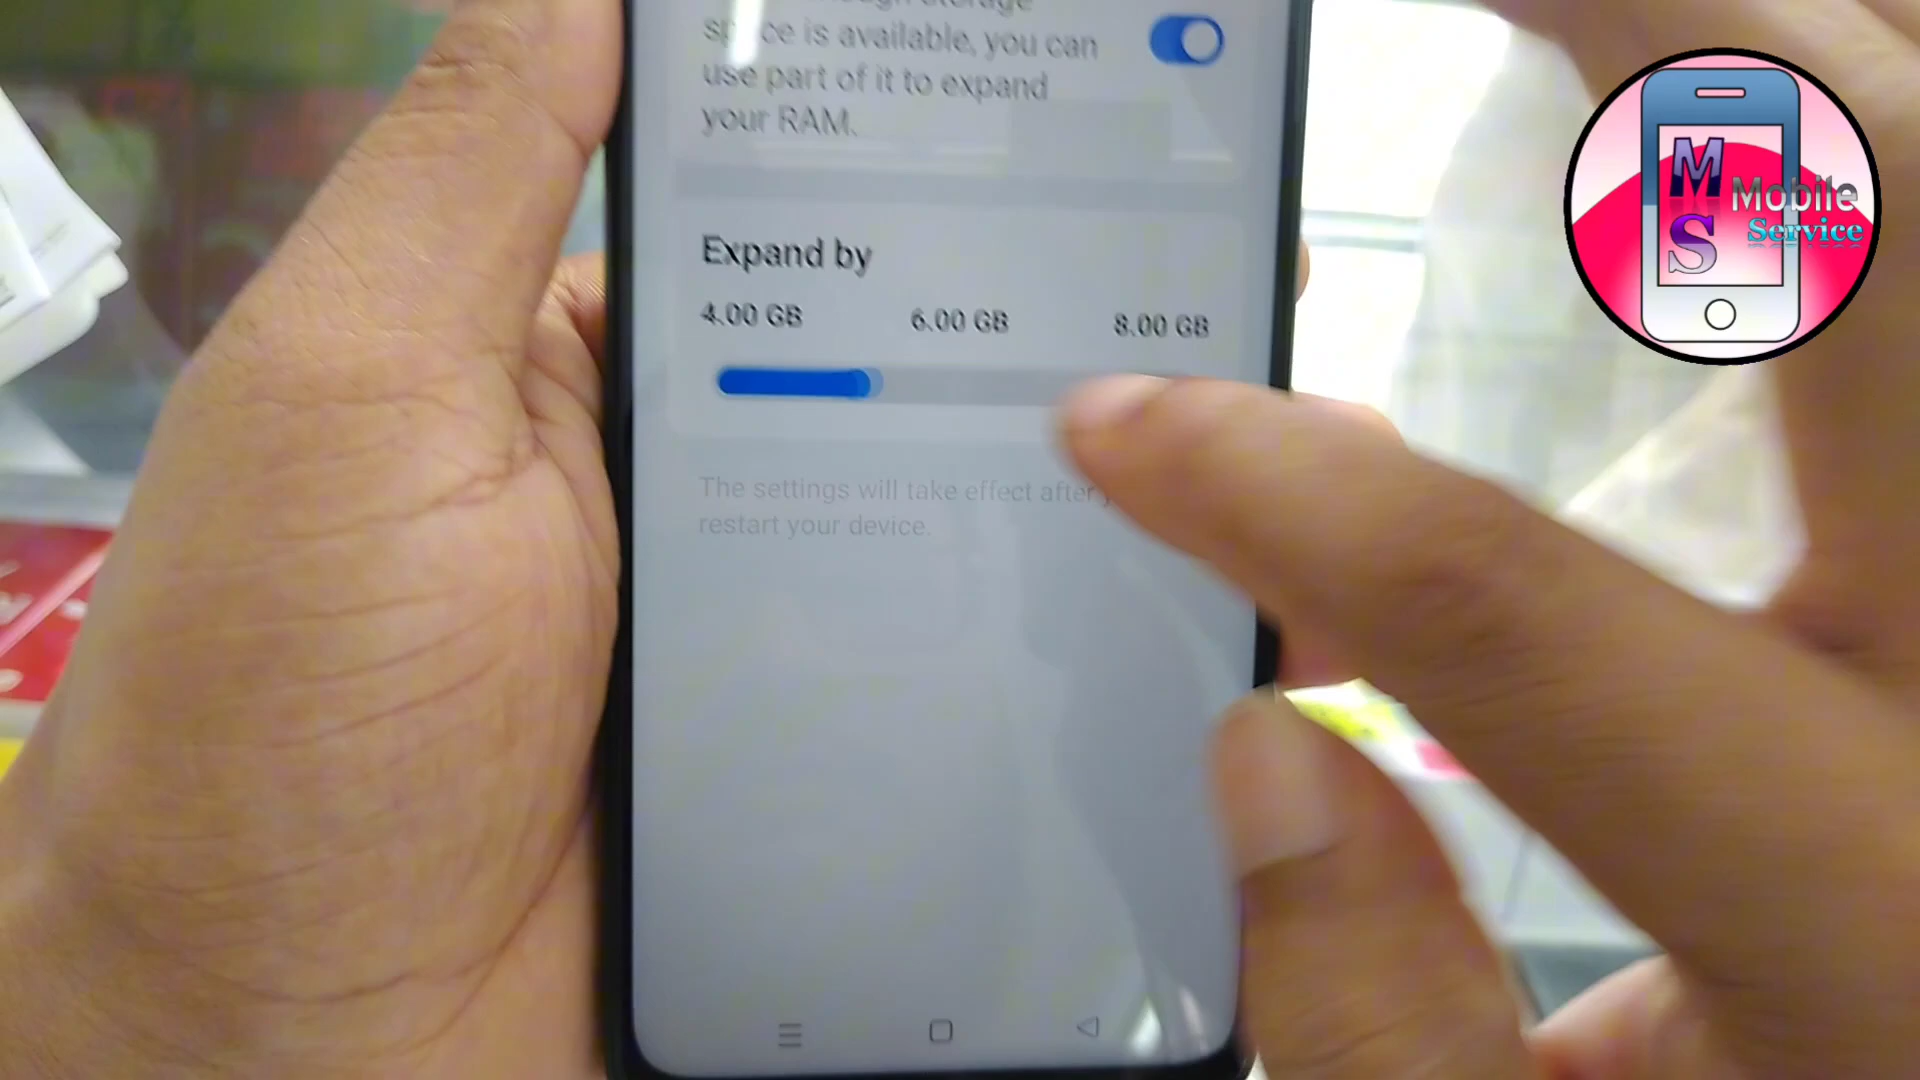 space is available, you can
use part of it to expand
your RAM.
Expand by
4.00 GB 6.00 GB 8.00 GB
The settings will take effect after
restart your device.
M Mobile
S Service